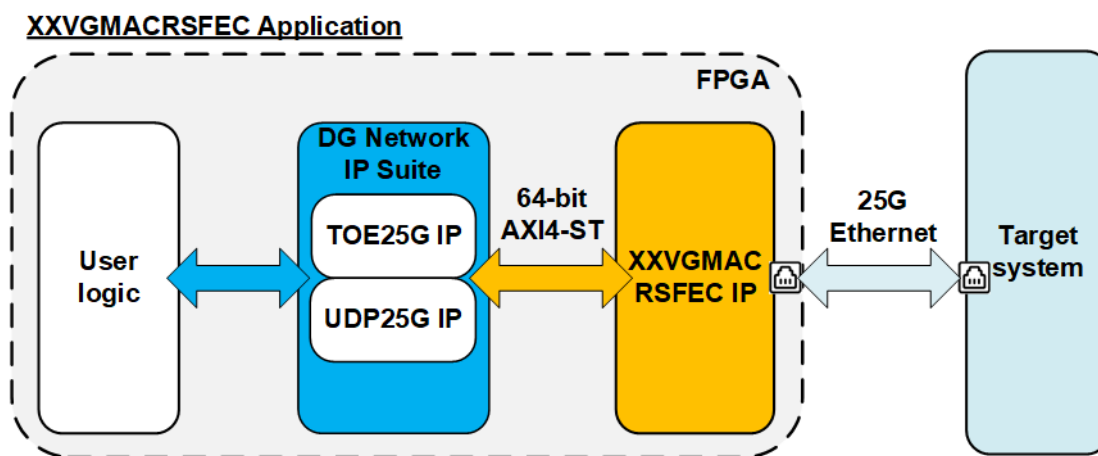 XXVGMACRSFEC Application
FPGA
DG Network
IP Suite
TOE25G IP
UDP25G IP
User
logic
64-bit
AXI4-ST
XXVGMAC
RSFEC IP
25G
Ethernet
Target
system